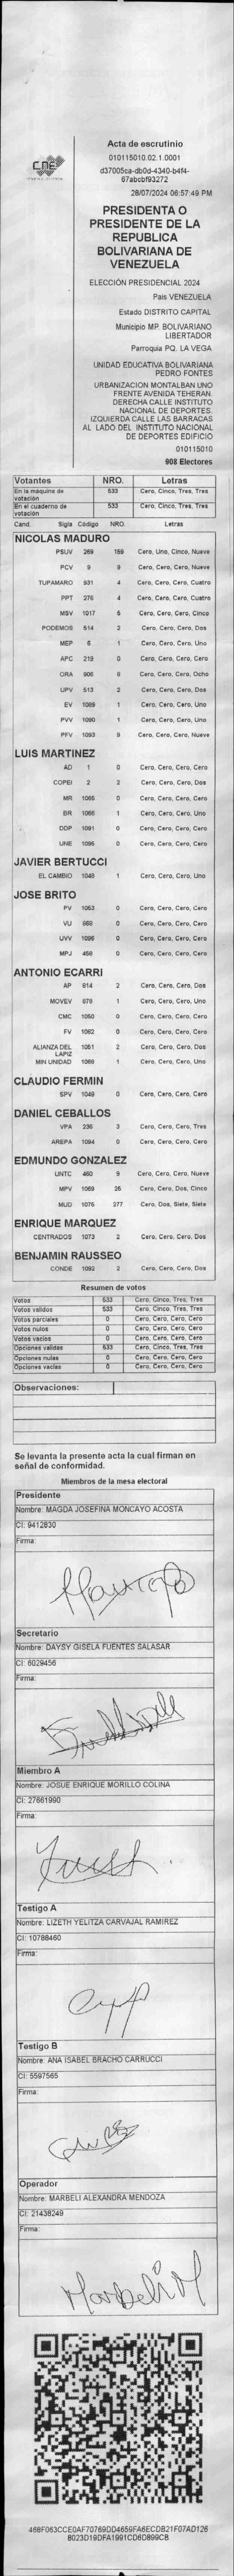 CNE
Acta de escrutinio
010115010.02.1.0001
d37005ca-db0d-4340-b4f4-
67abcbf93272
28/07/2024 06:57:49 PM
PRESIDENTA O
PRESIDENTE DE LA
REPUBLICA
BOLIVARIANA DE
VENEZUELA
ELECCIÓN PRESIDENCIAL 2024
Pais VENEZUELA
Estado DISTRITO CAPITAL
Municipio MP. BOLIVARIANO
LIBERTADOR
Parroquia PQ. LA VEGA
UNIDAD EDUCATIVA BOLIVARIANA
PEDRO FONTES
URBANIZACION MONTALBAN UNO
FRENTE AVENIDA TEHERAN.
DERECHA CALLE INSTITUTO
NACIONAL DE DEPORTES.
IZQUIERDA CALLE LAS BARRACAS
AL LADO DEL INSTITUTO NACIONAL
DE DEPORTES EDIFICIO
010115010
908 Electores
Votantes NRO. Letras
En la máquina de votación 533 Cero, Cinco, Tres, Tres
En el cuaderno de votación 533 Cero, Cinco, Tres, Tres
Cand. Sigla Código NRO. Letras
NICOLAS MADURO
PSUV 269 159 Cero, Uno, Cinco, Nueve
PCV 9 9 Cero, Cero, Cero, Nueve
TUPAMARO 931 4 Cero, Cero, Cero, Cuatro
PPT 276 4 Cero, Cero, Cero, Cuatro
MSV 1017 5 Cero, Cero, Cero, Cinco
PODEMOS 514 2 Cero, Cero, Cero, Dos
MEP 6 1 Cero, Cero, Cero, Uno
APC 219 0 Cero, Cero, Cero, Cero
ORA 906 8 Cero, Cero, Cero, Ocho
UPV 513 2 Cero, Cero, Cero, Dos
EV 1089 1 Cero, Cero, Cero, Uno
PVV 1090 1 Cero, Cero, Cero, Uno
PFV 1093 9 Cero, Cero, Cero, Nueve
LUIS MARTINEZ
AD 1 0 Cero, Cero, Cero, Cero
COPEI 2 2 Cero, Cero, Cero, Dos
MR 1065 0 Cero, Cero, Cero, Cero
BR 1066 1 Cero, Cero, Cero, Uno
DDP 1091 0 Cero, Cero, Cero, Cero
UNE 1095 0 Cero, Cero, Cero, Cero
JAVIER BERTUCCI
EL CAMBIO 1048 1 Cero, Cero, Cero, Uno
JOSE BRITO
PV 1053 0 Cero, Cero, Cero, Cero
VU 868 0 Cero, Cero, Cero, Cero
UVV 1096 0 Cero, Cero, Cero, Cero
MPJ 458 0 Cero, Cero, Cero, Cero
ANTONIO ECARRI
AP 814 2 Cero, Cero, Cero, Dos
MOVEV 878 1 Cero, Cero, Cero, Uno
CMC 1050 0 Cero, Cero, Cero, Cero
FV 1062 0 Cero, Cero, Cero, Cero
ALIANZA DEL LAPIZ 1051 2 Cero, Cero, Cero, Dos
MIN UNIDAD 1069 1 Cero, Cero, Cero, Uno
CLAUDIO FERMIN
SPV 1049 0 Cero, Cero, Cero, Cero
DANIEL CEBALLOS
VPA 236 3 Cero, Cero, Cero, Tres
AREPA 1094 0 Cero, Cero, Cero, Cero
EDMUNDO GONZALEZ
UNTC 460 9 Cero, Cero, Cero, Nueve
MPV Cero, Cero, Dos, Cinco
MUD 1075 277 Cero, Dos, Siete, Siete
ENRIQUE MARQUEZ
CENTRADOS 1073 2 Cero, Cero, Cero, Dos
BENJAMIN RAUSSEO
CONDE 1092 2 Cero, Cero, Cero, Dos
Resumen de votos
Votos 533 Cero, Cinco, Tres, Tres
Votos validos 533 Cero, Cinco, Tres, Tres
Votos parciales 0 Cero, Cero, Cero, Cero
Votos nulos 0 Cero, Cero, Cero, Cero
Votos vacios 0 Cero, Cero, Cero, Cero
Opciones validas 533 Cero, Cinco, Tres, Tres
Opciones nulas 0 Cero, Cero, Cero, Cero
Opciones vacias 0 Cero, Cero, Cero, Cero
Observaciones:
Se levanta la presente acta la cual firman en
señal de conformidad.
Miembros de la mesa electoral
Presidente
Nombre: MAGDA JOSEFINA MONCAYO ACOSTA
CI: 9412830
Firma:
Secretario
Nombre: DAYSY GISELA FUENTES SALASAR
CI: 6029456
Firma:
Miembro A
Nombre: JOSUE ENRIQUE MORILLO COLINA
CI: 27661990
Firma:
Testigo A
Nombre: LIZETH YELITZA CARVAJAL RAMIREZ
CI: 10788460
Firma:
Testigo B
Nombre: ANA ISABEL BRACHO CARRUCCI
CI: 5597565
Firma:
Operador
Nombre: MARBELI ALEXANDRA MENDOZA
CI: 21438249
Firma:
Marbeli M
468F063CCE0AF70769DD4659FA6ECDB21F07AD126
8023D19DFA1991CD6D899CB